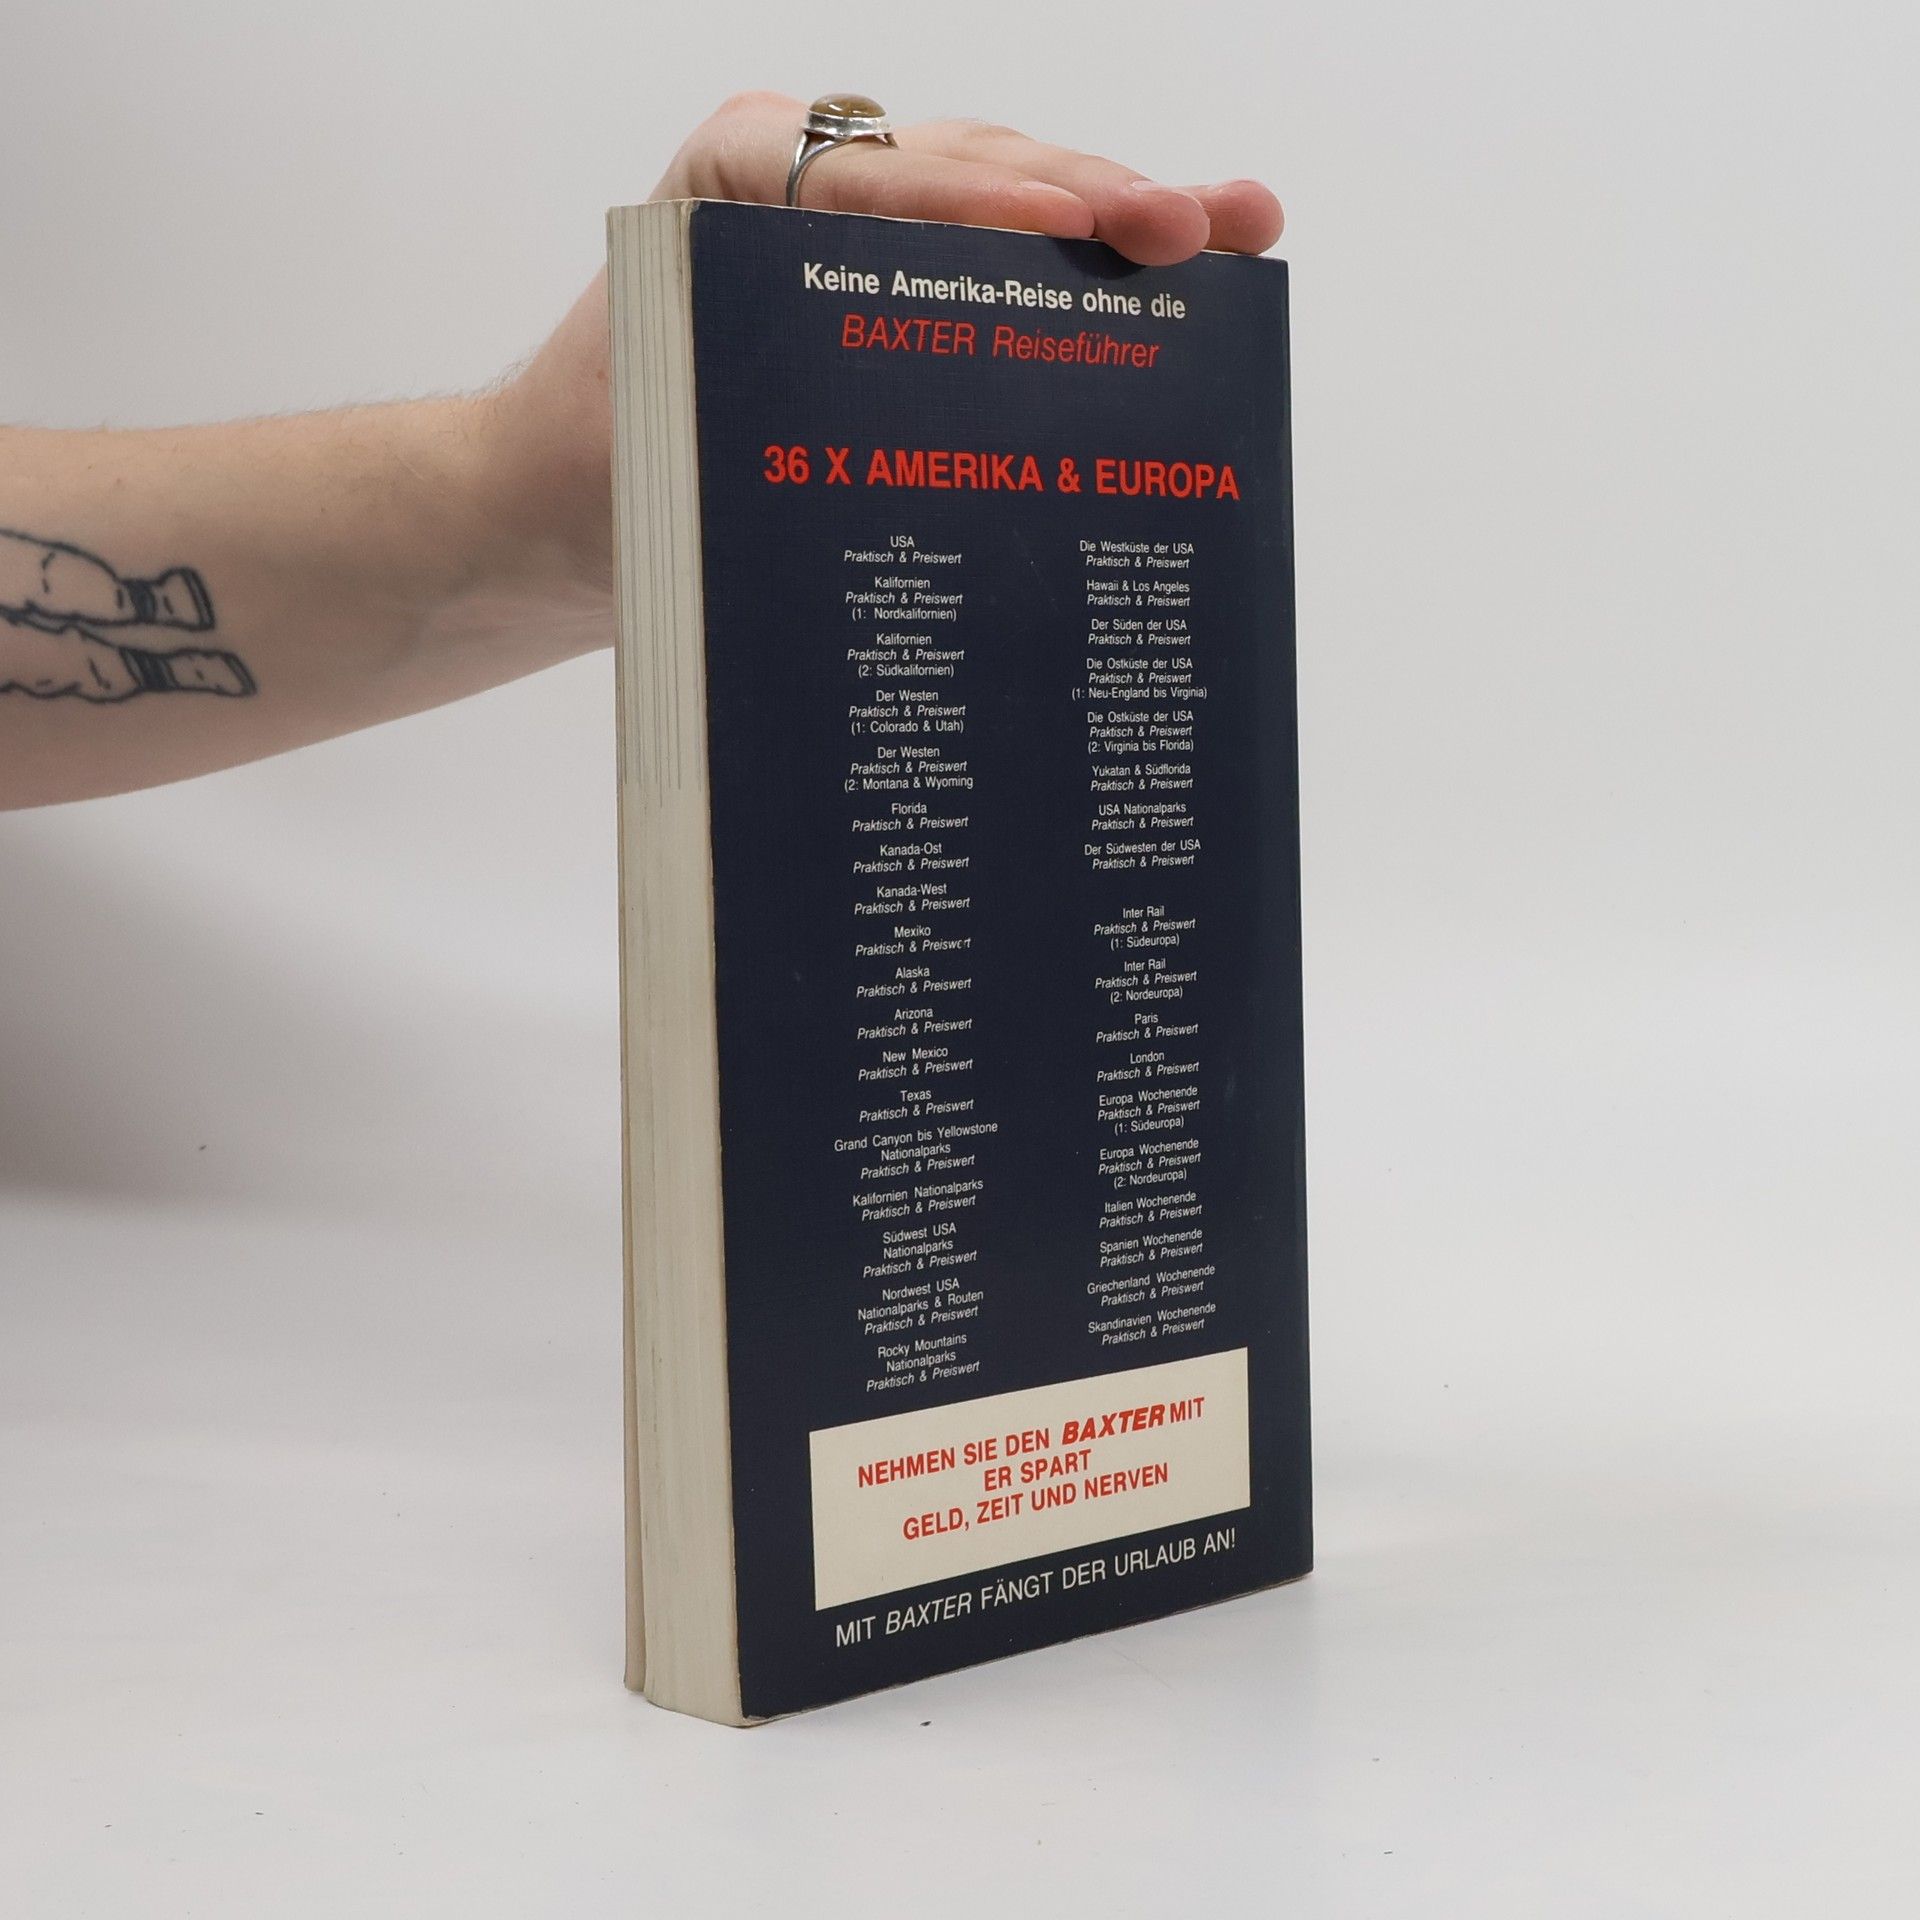 Keine Amerika-Reise ohne die
BAXTER Reiseführer
36 X AMERIKA & EUROPA
USA
Praktisch & Preiswert
Kalifornien
Praktisch & Preiswert
(1: Nordkalifornien)
Kalifornien
Praktisch & Preiswert
(2: Südkalifornien)
Der Westen
Praktisch & Preiswert
(1: Colorado & Utah)
Der Westen
Praktisch & Preiswert
(2: Montana & Wyoming
Florida
Praktisch & Preiswert
Kanada-Ost
Praktisch & Preiswert
Kanada-West
Praktisch & Preiswert
Mexiko
Praktisch & Preiswert
Alaska
Praktisch & Preiswert
Arizona
Praktisch & Preiswert
New Mexico
Praktisch & Preiswert
Texas
Praktisch & Preiswert
Grand Canyon bis Yellowstone
Nationalparks
Praktisch & Preiswert
Kalifornien Nationalparks
Praktisch & Preiswert
Südwest USA
Nationalparks
Praktisch & Preiswert
Nordwest USA
Nationalparks & Routen
Praktisch & Preiswert
Rocky Mountains
Nationalparks
Praktisch & Preiswert
Die Westküste der USA
Praktisch & Preiswert
Hawaii & Los Angeles
Praktisch & Preiswert
Der Süden der USA
Praktisch & Preiswert
Die Ostküste der USA
Praktisch & Preiswert
(1: Neu-England bis Virginia)
Die Ostküste der USA
Praktisch & Preiswert
(2: Virginia bis Florida)
Yukatan & Südflorida
Praktisch & Preiswert
USA Nationalparks
Praktisch & Preiswert
Der Südwesten der USA
Praktisch & Preiswert
Inter Rail
Praktisch & Preiswert
(1: Südeuropa)
Inter Rail
Praktisch & Preiswert
(2: Nordeuropa)
Paris
Praktisch & Preiswert
London
Praktisch & Preiswert
Europa Wochenende
Praktisch & Preiswert
(1: Südeuropa)
Europa Wochenende
Praktisch & Preiswert
(2: Nordeuropa)
Italien Wochenende
Praktisch & Preiswert
Spanien Wochenende
Praktisch & Preiswert
Griechenland Wochenende
Praktisch & Preiswert
Skandinavien Wochenende
Praktisch & Preiswert
NEHMEN SIE DEN BAXTER MIT
ER SPART
GELD, ZEIT UND NERVEN
MIT BAXTER FÄNGT DER URLAUB AN!